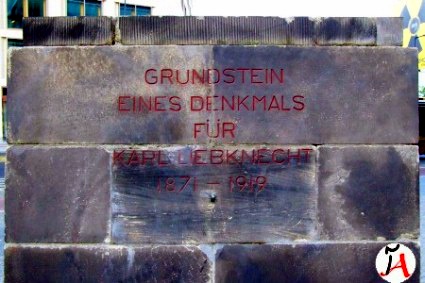 GRUNDSTEIN
EINES DENKMALS
FÜR
KARL LIEBKNECHT
1871 – 1919